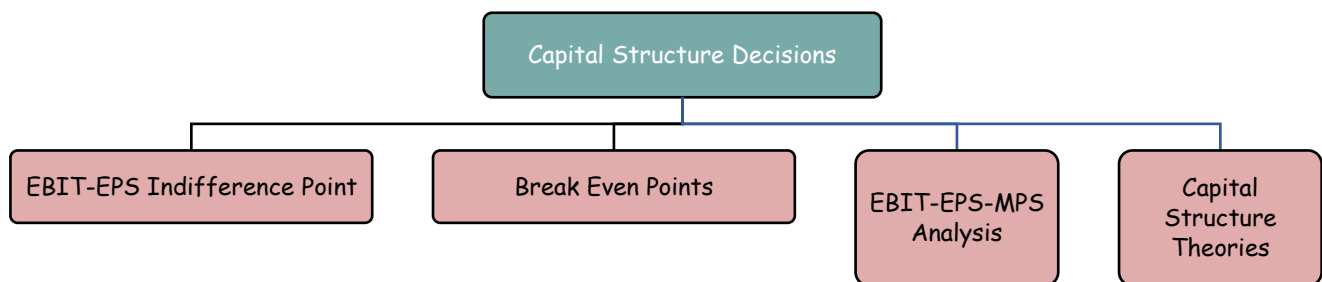 Capital Structure Decisions
EBIT-EPS Indifference Point
Break Even Points
EBIT-EPS-MPS
Analysis
Capital
Structure
Theories